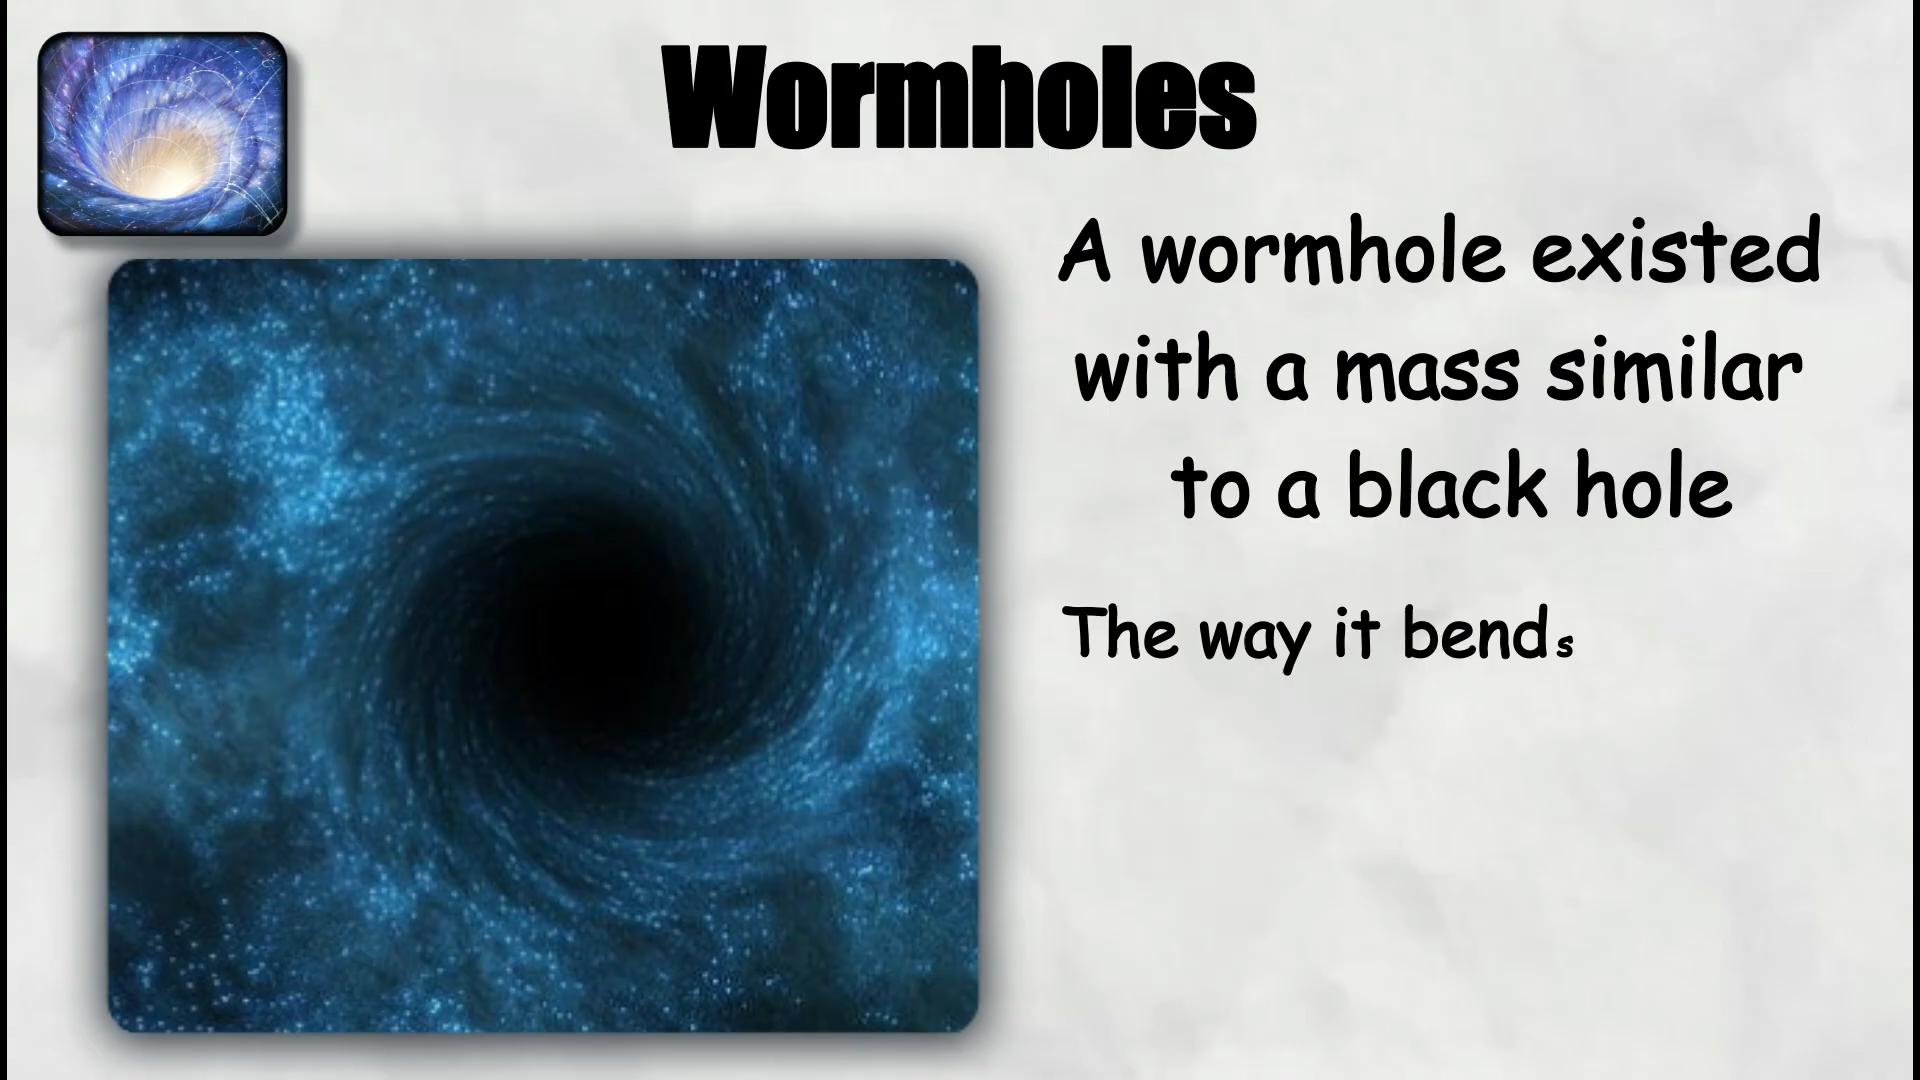 Wormholes
A wormhole existed
with a mass similar
to a black hole
The way it bends